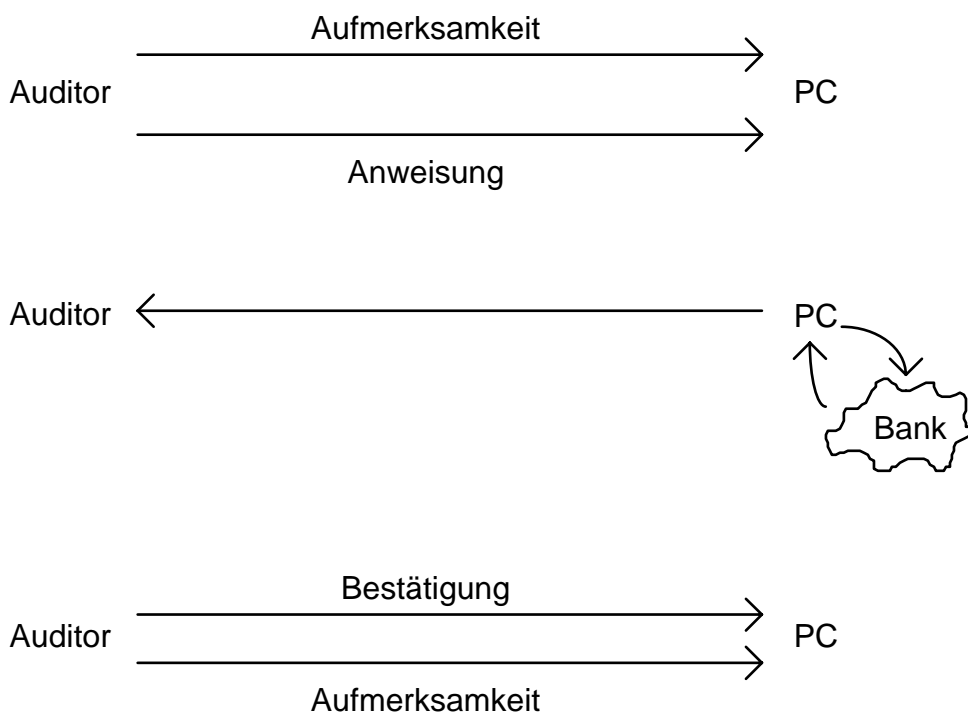 Aufmerksamkeit
Auditor PC
Anweisung
Auditor PC
Bank
Bestätigung
Auditor PC
Aufmerksamkeit